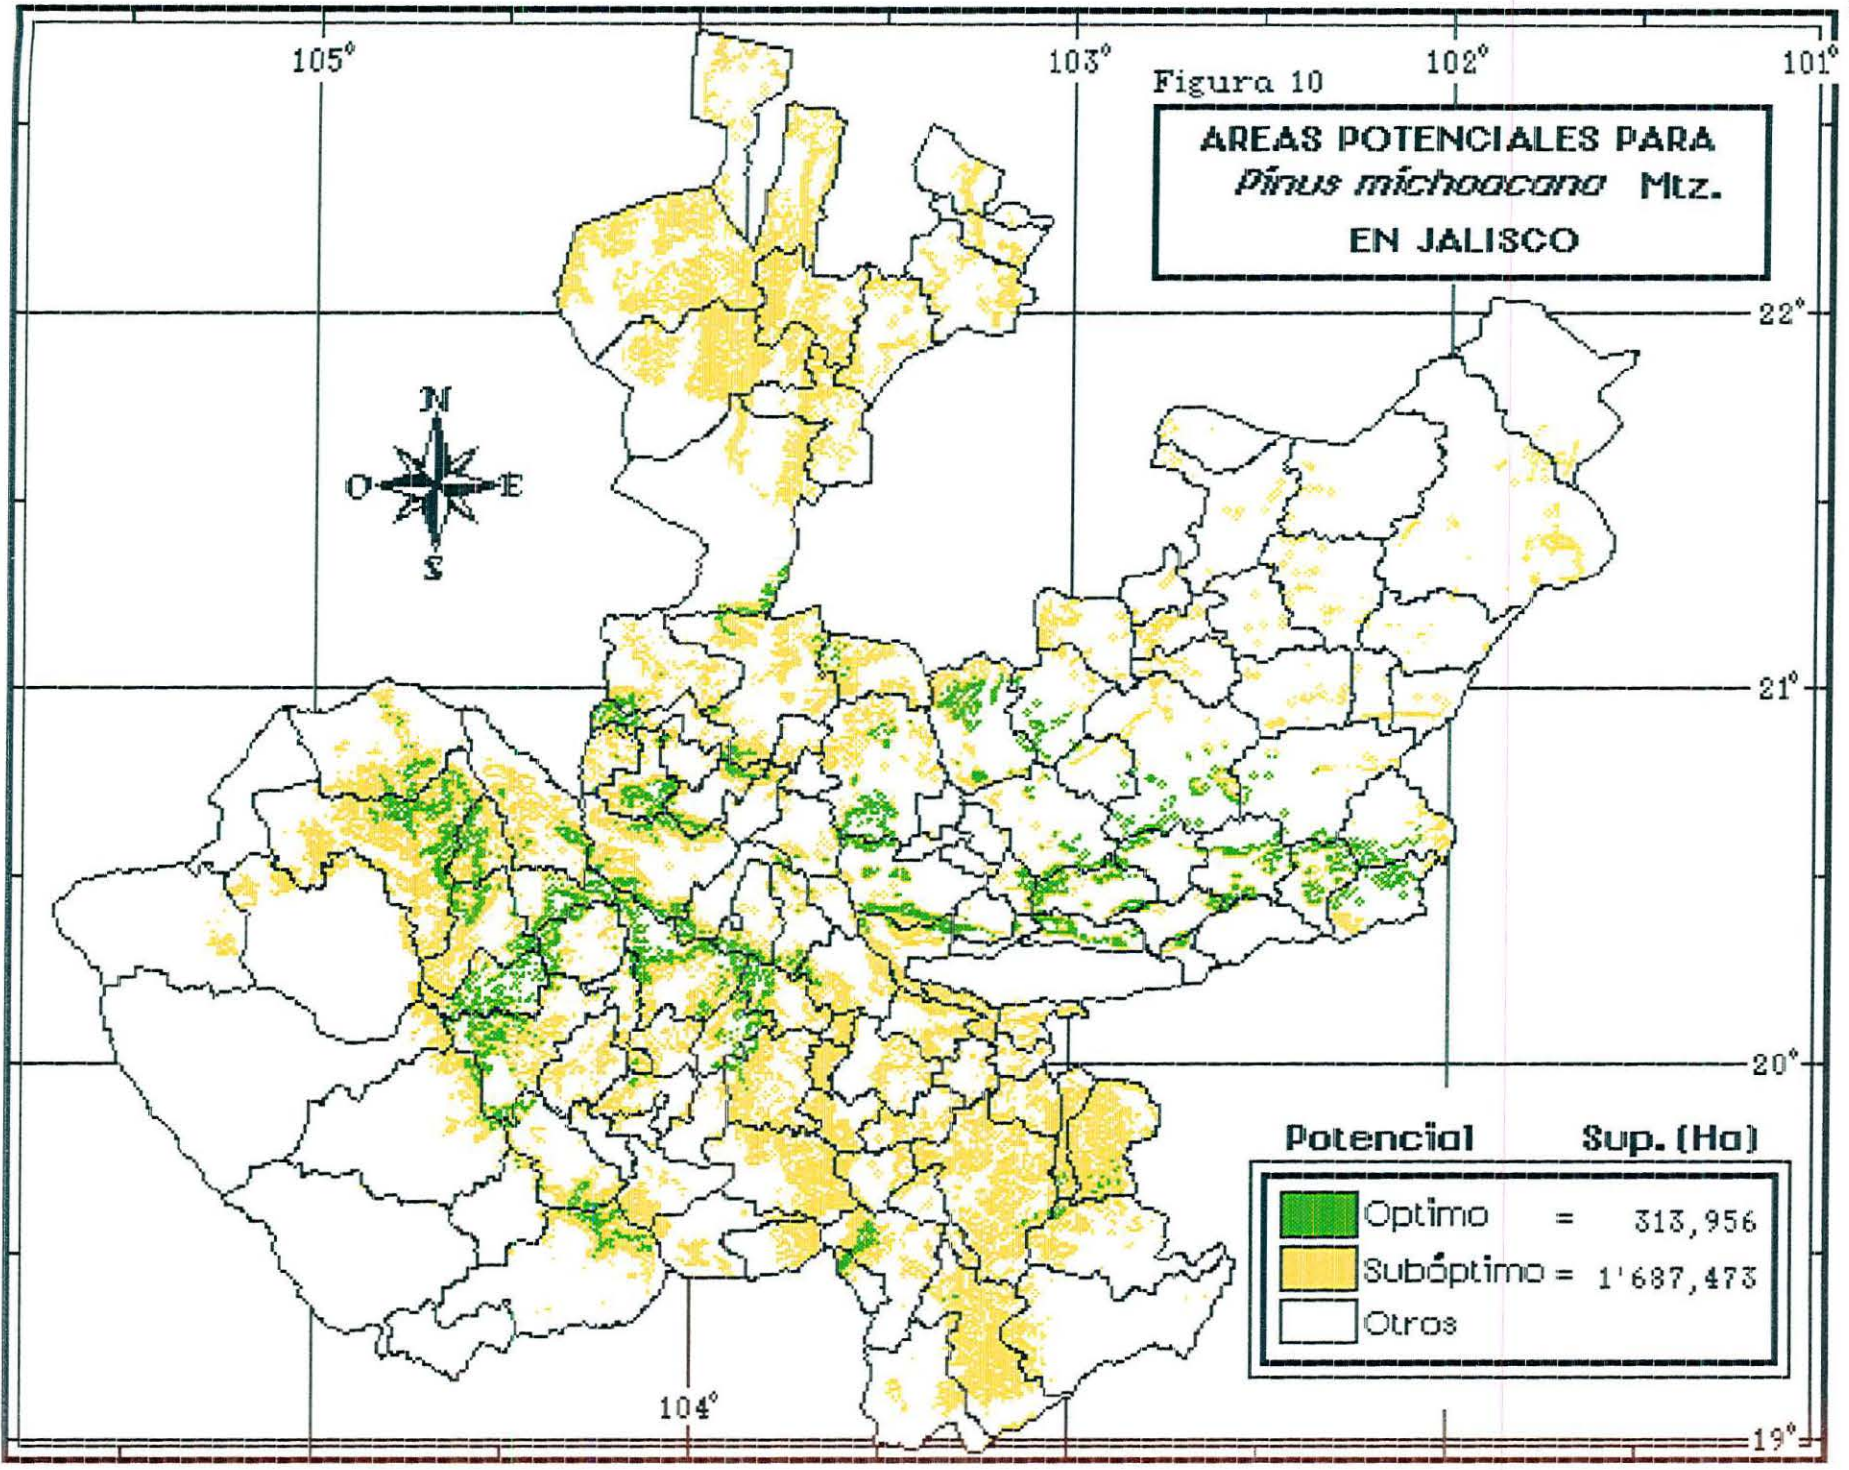 105°
103°
102°
101°
Figura 10
AREAS POTENCIALES PARA
Pinus michoacana Mtz.
EN JALISCO
22°
N
O
E
S
21°
20°
Potencial Sup. (Ha)
Optimo = 313,956
Subóptimo = 1'687,473
Otros
104°
19°